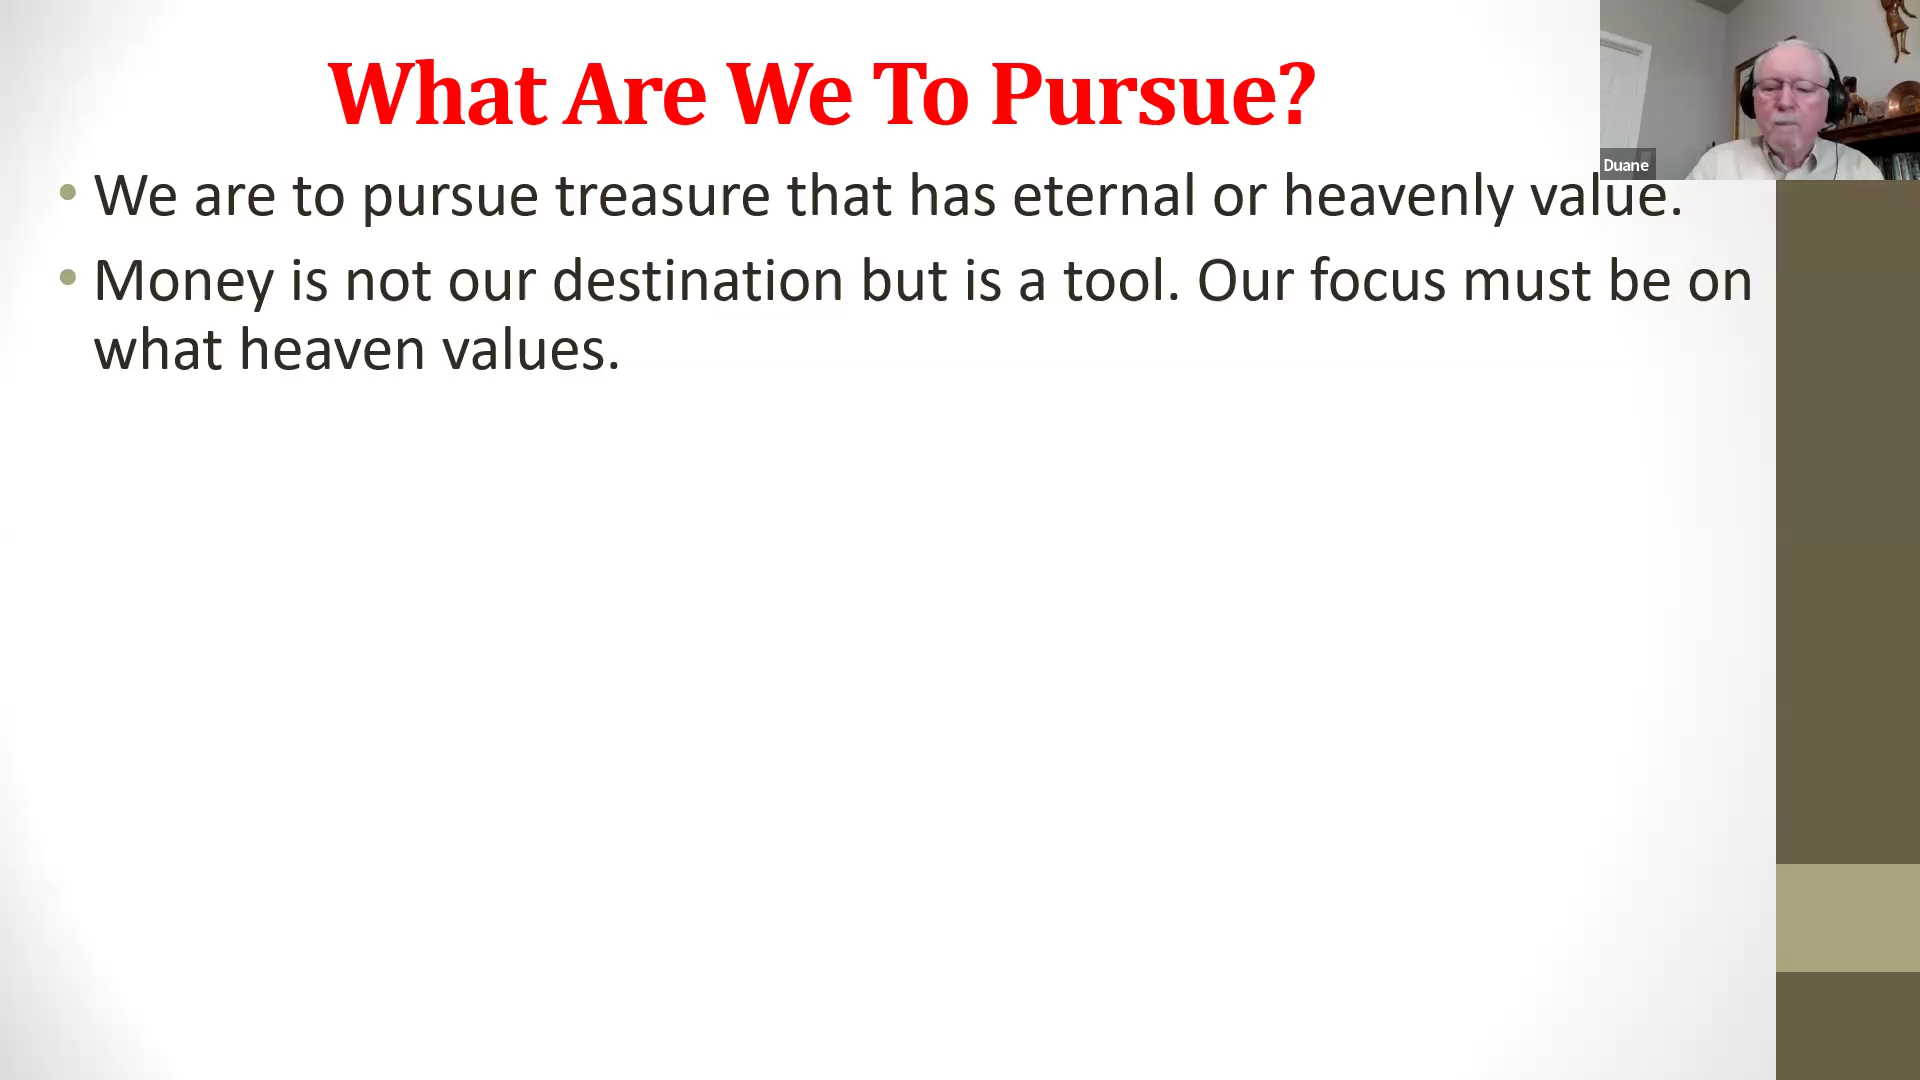 What Are We To Pursue?
Duane
• We are to pursue treasure that has eternal or heavenly value.
• Money is not our destination but is a tool. Our focus must be on
what heaven values.